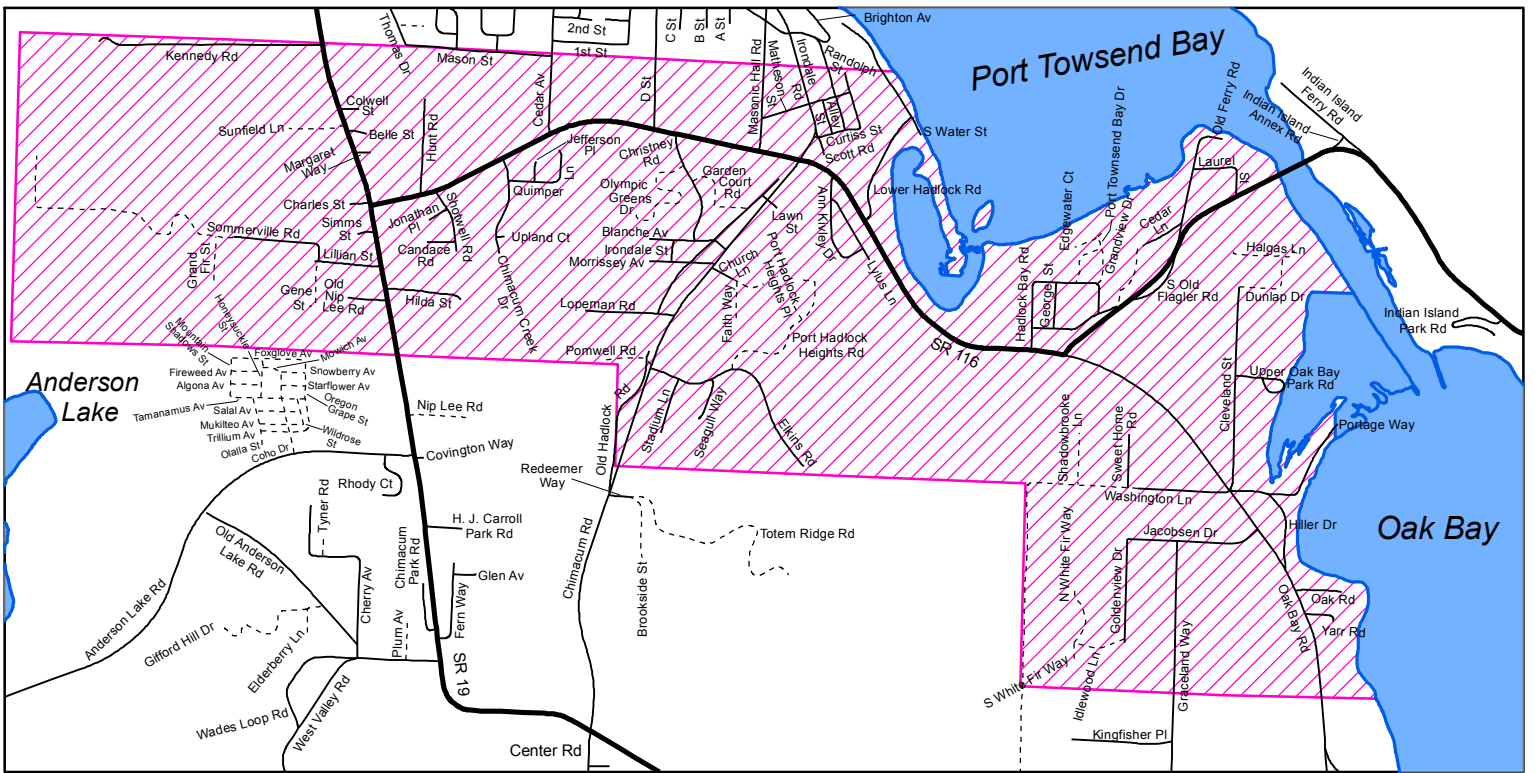 Brighton Av
2nd St
1st St
C St
B St
A St
Thomas Dr
Mason St
Kennedy Rd
Cedar Av
D St
Masonic Hall Rd
Matheson
St
Irondale
Rd
Randolph
St
Alley
St
Port Towsend Bay
Old Ferry Rd
Indian Island
Ferry Rd
Indian Island
Annex Rd
Colwell
St
Sunfield Ln
Belle St
Hunt Rd
Margaret
Way
Jefferson
Pl
Christney
Rd
Curtiss St
Scott Rd
S Water St
Port Townsend Bay Dr
Laurel
St
Quimper
Ln
Olympic
Greens
Dr
Garden
Court
Rd
Lower Hadlock Rd
Edgewater Ct
Grandview Dr
Cedar
Ln
Charles St
Simms
St
Jonathan
Pl
Shotwell Rd
Candace
Rd
Upland Ct
Blanche Av
Irondale St
Morrissey Av
Lawn
St
Ann Kivley Dr
Lylus Ln
Sommerville Rd
Lillian St
Grand
Fir St
Gene
St
Old
Nip
Lee Rd
Hilda St
Chimacum Creek
Dr
Church
Ln
Port Hadlock
Heights Pl
Faith Way
Lopeman Rd
Hadlock Bay Rd
George St
S Old
Flagler Rd
Halgas Ln
Dunlap Dr
Indian Island
Park Rd
Honeysuckle
St
Mountain
Shadows St
Foxglove Av
Mowich Av
Fireweed Av
Snowberry Av
Algona Av
Starflower Av
Oregon
Grape St
Tamanamus Av
Salal Av
Mukilteo Av
Trillium Av
Wildrose
St
Olalla St
Coho Dr
Anderson
Lake
Nip Lee Rd
Covington Way
Pomwell Rd
Port Hadlock
Heights Rd
SR 116
Stadium Ln
Seagull Way
Elkins Rd
Old Hadlock
Rd
Cleveland St
Upper Oak Bay
Park Rd
Portage Way
Shadowbrooke
Ln
Sweet Home
Rd
Washington Ln
Redeemer
Way
Rhody Ct
Tyner Rd
Old Anderson
Lake Rd
Chimacum
Park Rd
H. J. Carroll
Park Rd
Glen Av
Chimacum Rd
Totem Ridge Rd
Brookside St
N White Fir Way
Jacobsen Dr
Hiller Dr
Oak Bay
Goldenview Dr
Anderson Lake Rd
Gifford Hill Dr
Elderberry Ln
Cherry Av
Plum Av
Fern Way
SR 19
Oak Rd
Oak Bay Rd
Yarr Rd
Wades Loop Rd
West Valley Rd
S White Fir Way
Idlewood Ln
Graceland Way
Kingfisher Pl
Center Rd